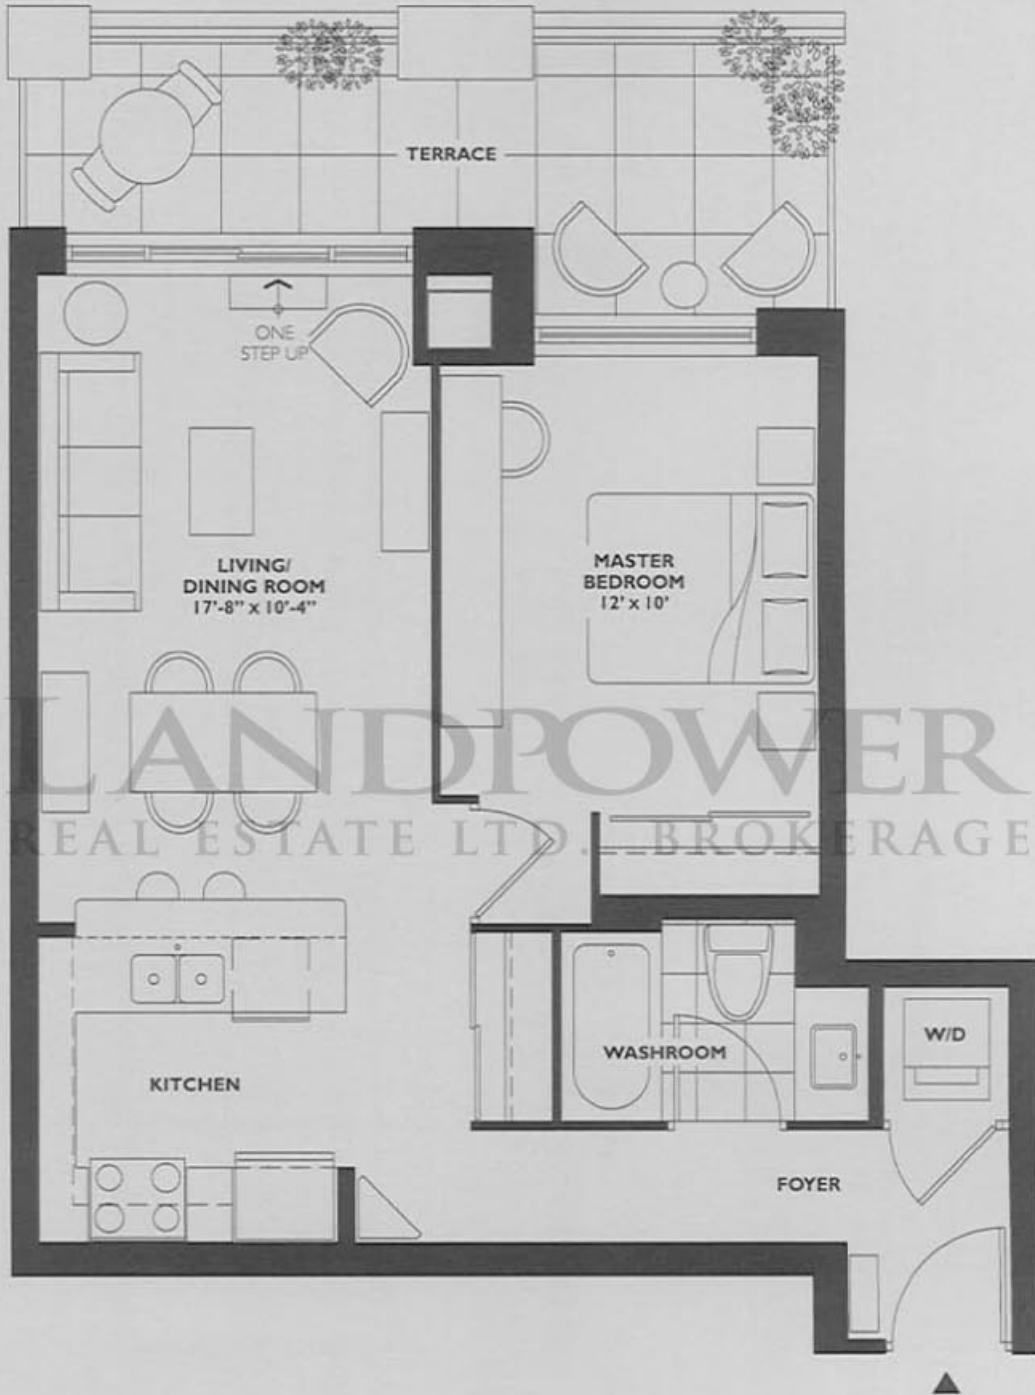 TERRACE
ONE
STEP UP
LIVING/
DINING ROOM
17'-8" x 10'-4"
MASTER
BEDROOM
12' x 10'
LANDPOWER
REAL ESTATE LTD. BROKERAGE
KITCHEN
WASHROOM
W/D
FOYER